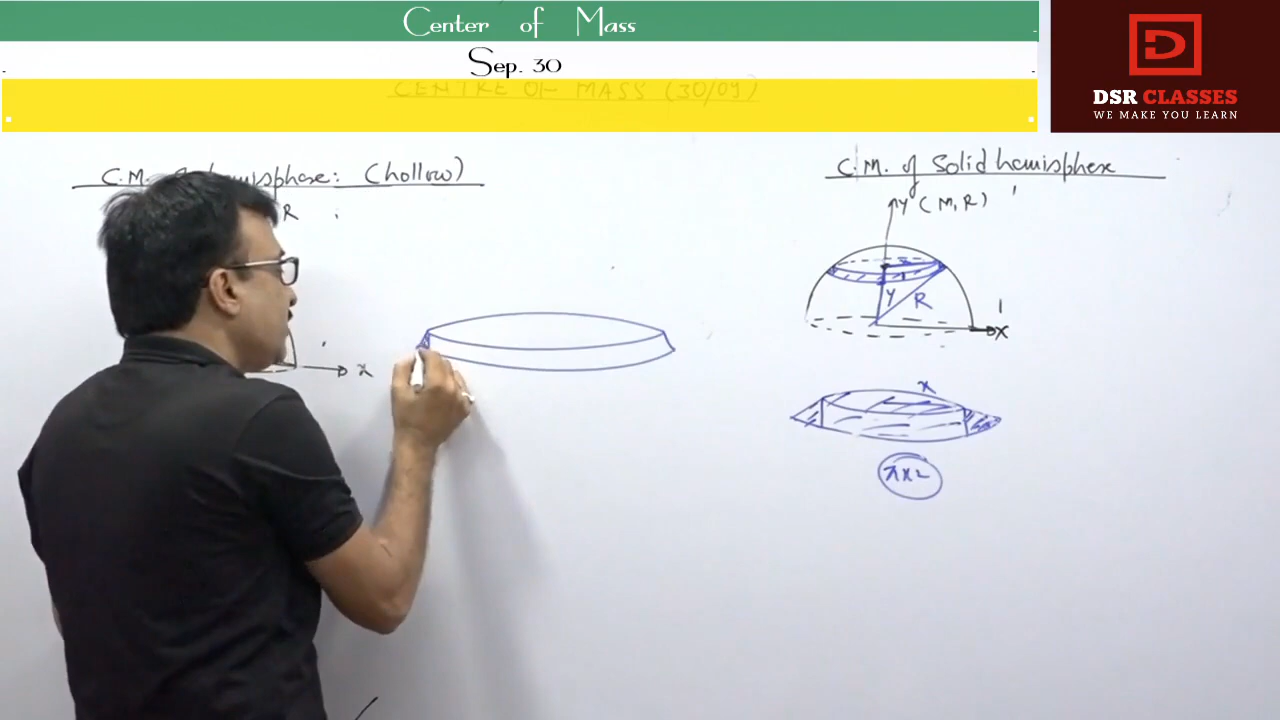 Center of Mass
Sep. 30
CENTRE OF MASS (30/09)
DSR CLASSES
WE MAKE YOU LEARN
C.M. (hollow)
R
x
C.M. of Solid hemisphere
Y (M, R)
Y
R
X
x
πx2